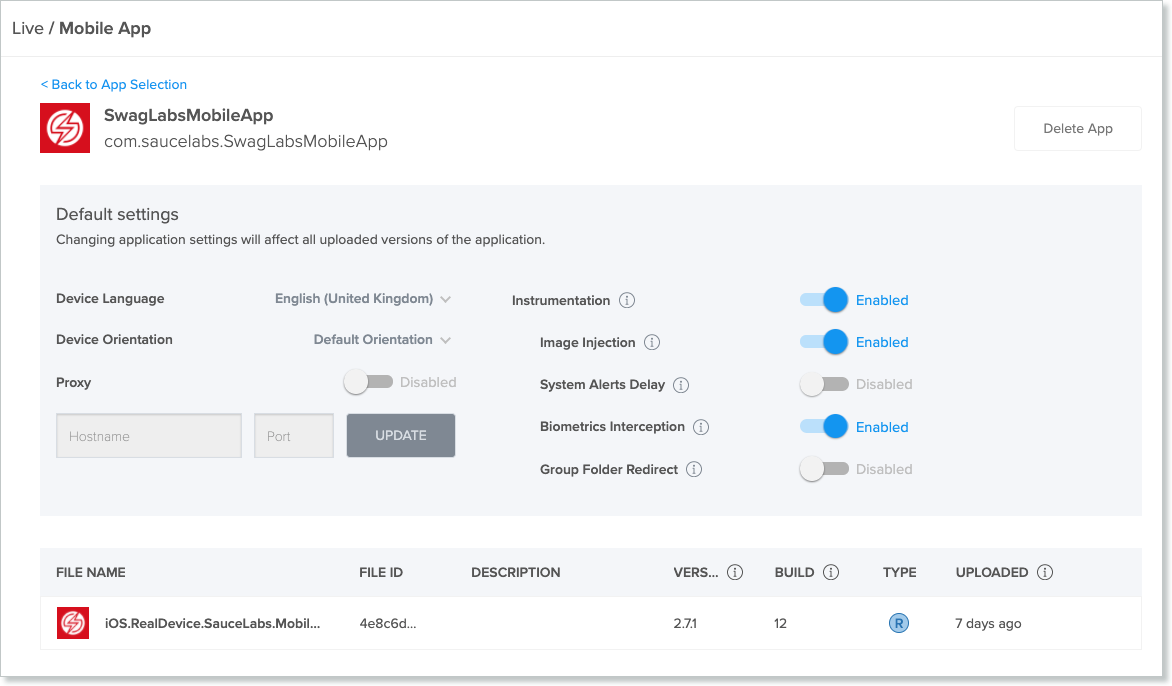 Live / Mobile App
< Back to App Selection
SwagLabsMobileApp
com.saucelabs.SwagLabsMobileApp
Delete App
Default settings
Changing application settings will affect all uploaded versions of the application.
Device Language English (United Kingdom)
Device Orientation Default Orientation
Proxy Disabled
Hostname Port UPDATE
Instrumentation i Enabled
Image Injection i Enabled
System Alerts Delay i Disabled
Biometrics Interception i Enabled
Group Folder Redirect i Disabled
FILE NAME FILE ID DESCRIPTION VERS... i BUILD i TYPE UPLOADED i
iOS.RealDevice.SauceLabs.Mobil... 4e8c6d... 2.7.1 12 R 7 days ago